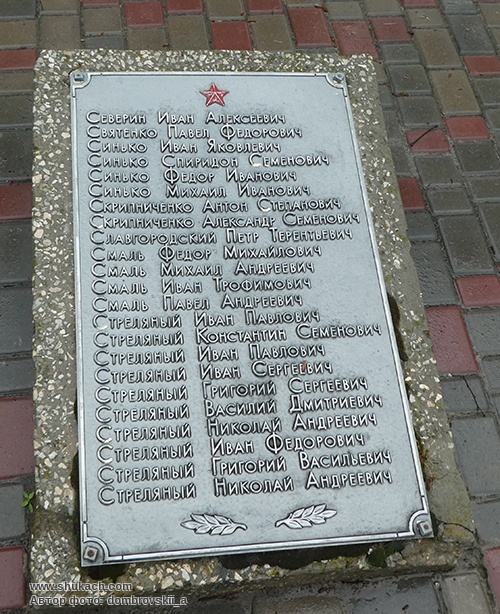 Северин Иван Алексеевич
Святенко Павел Федорович
Синько Иван Яковлевич
Синько Спиридон Семенович
Синько Федор Иванович
Синько Михаил Иванович
Скрипниченко Антон Степанович
Скрипниченко Александр Семенович
Славгородский Петр Терентьевич
Смаль Федор Михайлович
Смаль Михаил Андреевич
Смаль Иван Трофимович
Смаль Павел Андреевич
Стреляный Иван Павлович
Стреляный Константин Семенович
Стреляный Иван Павлович
Стреляный Иван Сергеевич
Стреляный Григорий Сергеевич
Стреляный Василий Дмитриевич
Стреляный Николай Андреевич
Стреляный Иван Федорович
Стреляный Григорий Васильевич
Стреляный Николай Андреевич
www.shukach.com
Автор фото: dombrovskii_a